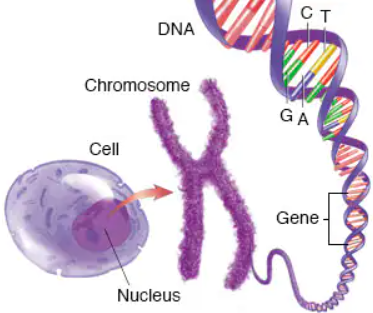 C T
DNA
Chromosome
G A
Cell
Gene
Nucleus